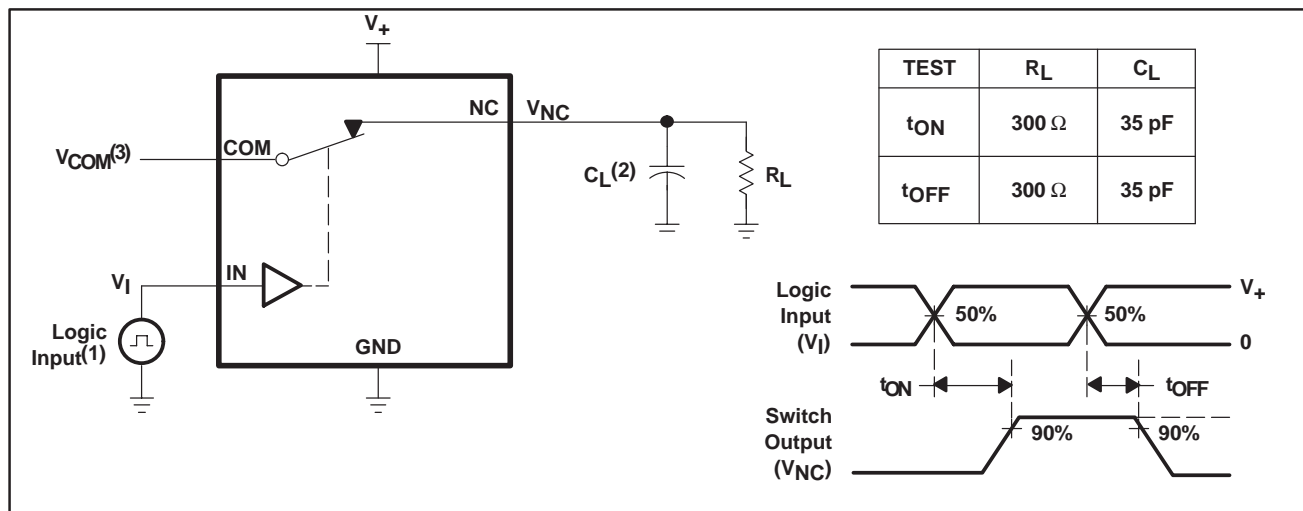 V+
NC
VNC
VCOM(3)
COM
CL(2)
RL
VI
IN
Logic
Input(1)
GND
TEST RL CL
tON 300 Ω 35 pF
tOFF 300 Ω 35 pF
Logic
Input
(VI)
50%
50%
V+
0
tON
tOFF
Switch
Output
(VNC)
90%
90%